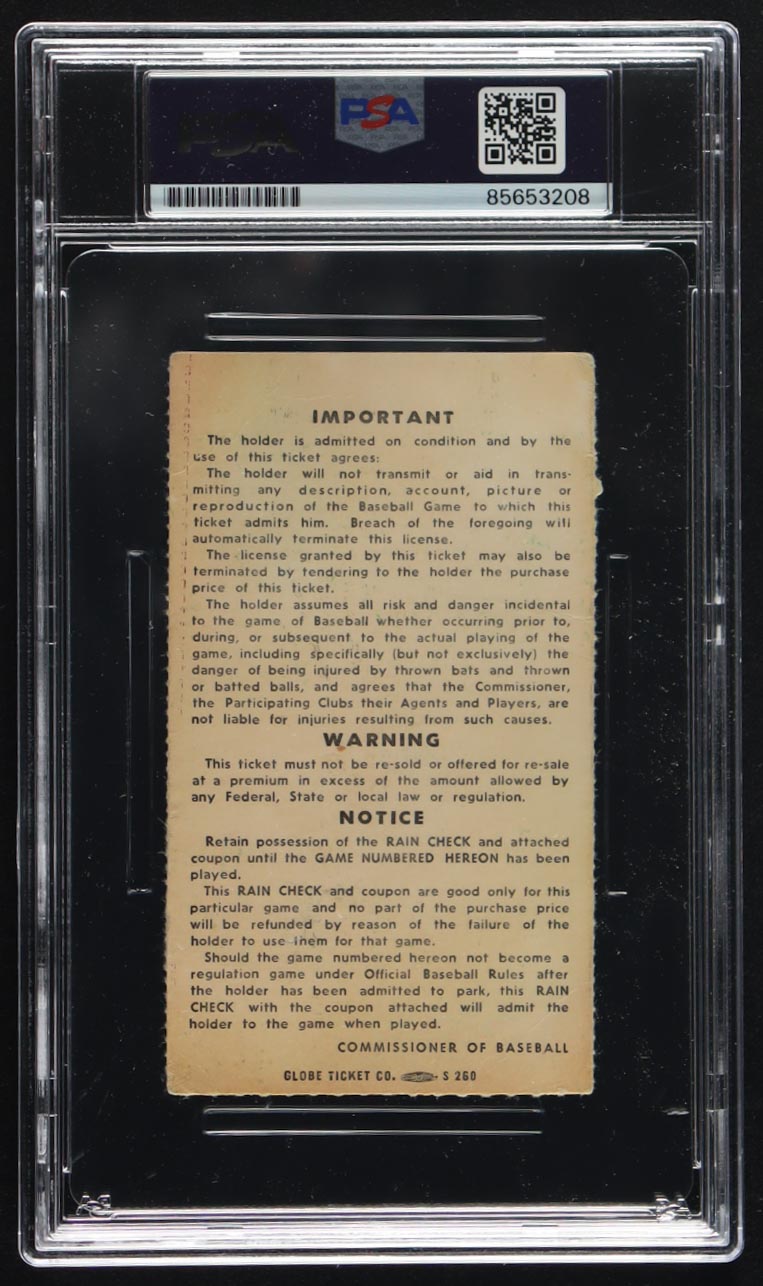 PSA
85653208
IMPORTANT
The holder is admitted on condition and by the
use of this ticket agrees:
The holder will not transmit or aid in trans-
mitting any description, account, picture or
reproduction of the Baseball Game to which this
ticket admits him. Breach of the foregoing will
automatically terminate this license.
The license granted by this ticket may also be
terminated by tendering to the holder the purchase
price of this ticket.
The holder assumes all risk and danger incidental
to the game of Baseball whether occurring prior to,
during, or subsequent to the actual playing of the
game, including specifically (but not exclusively) the
danger of being injured by thrown bats and thrown
or batted balls, and agrees that the Commissioner,
the Participating Clubs their Agents and Players, are
not liable for injuries resulting from such causes.
WARNING
This ticket must not be re-sold or offered for re-sale
at a premium in excess of the amount allowed by
any Federal, State or local law or regulation.
NOTICE
Retain possession of the RAIN CHECK and attached
coupon until the GAME NUMBERED HEREON has been
played.
This RAIN CHECK and coupon are good only for this
particular game and no part of the purchase price
will be refunded by reason of the failure of the
holder to use them for that game.
Should the game numbered hereon not become a
regulation game under Official Baseball Rules after
the holder has been admitted to park, this RAIN
CHECK with the coupon attached will admit the
holder to the game when played.
COMMISSIONER OF BASEBALL
GLOBE TICKET CO. S 260